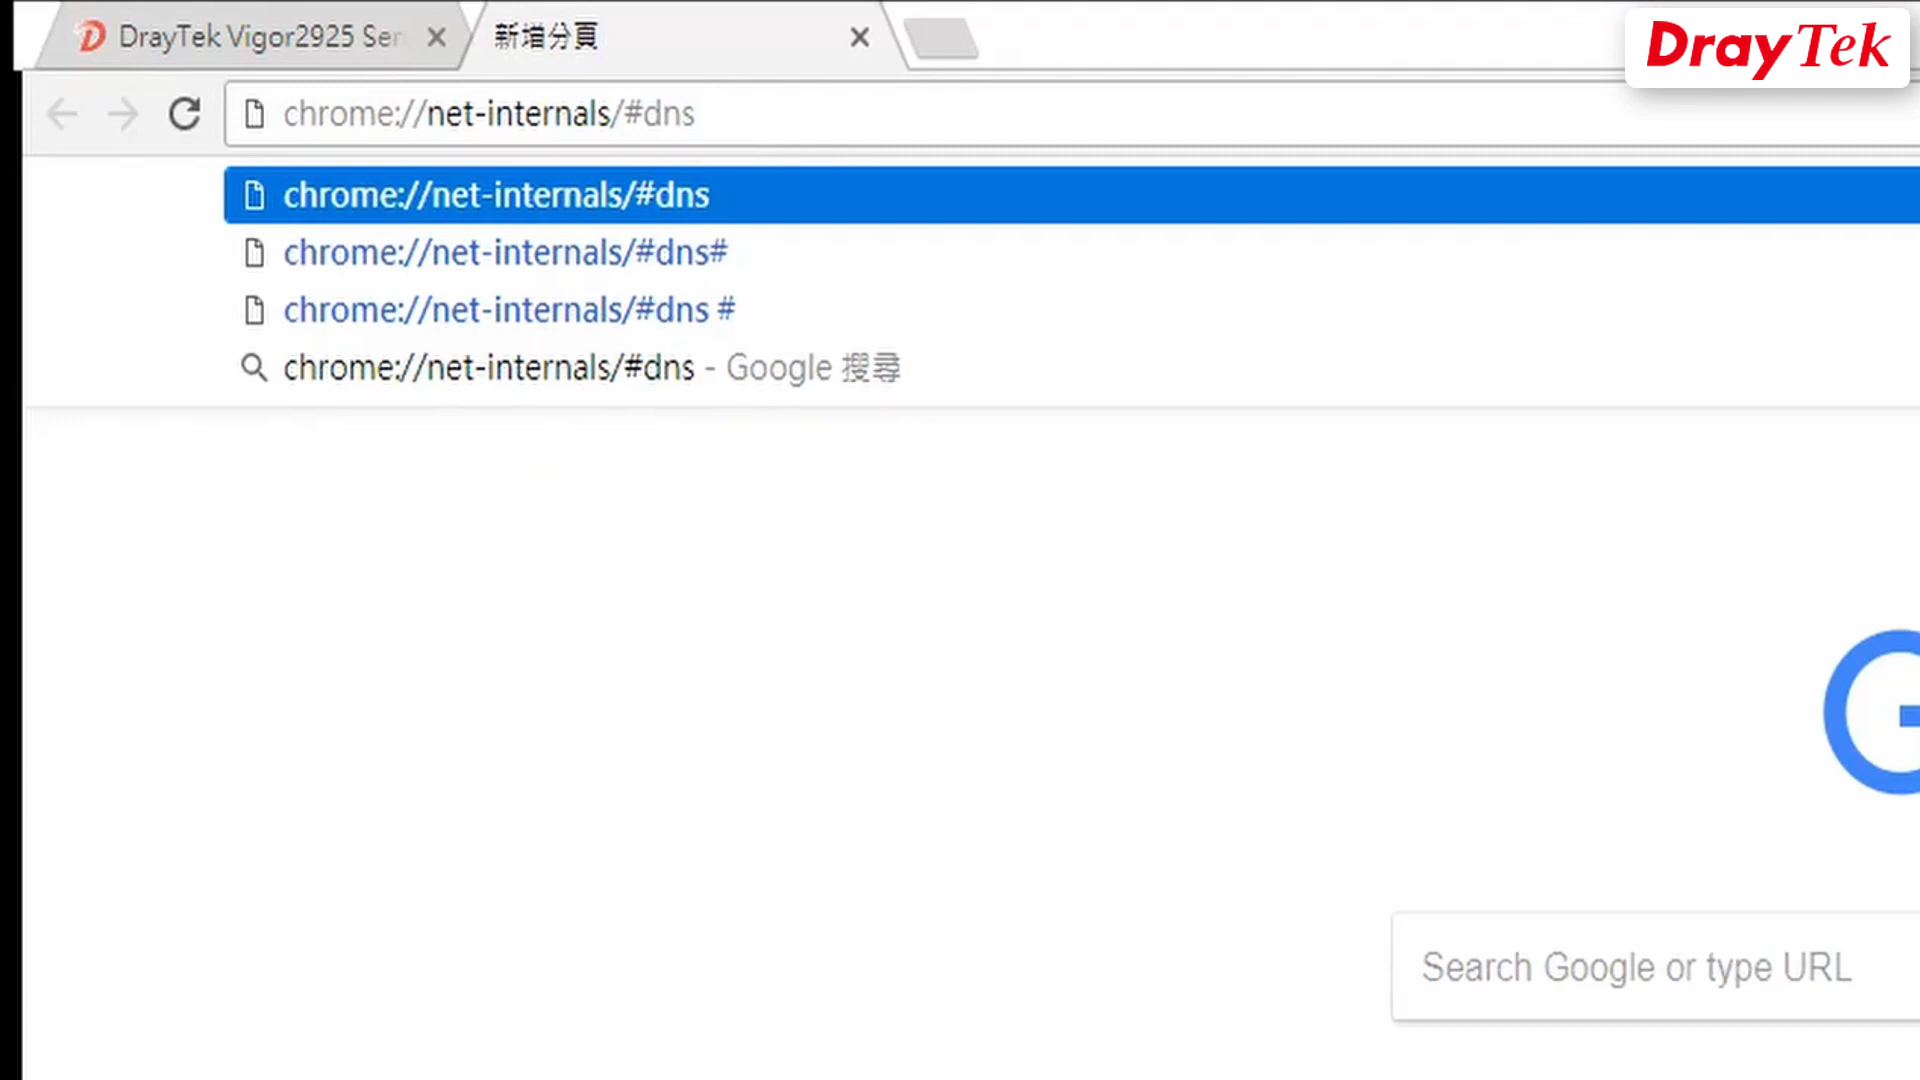 DrayTek Vigor2925 Ser
新增分頁
DrayTek
chrome://net-internals/#dns
chrome://net-internals/#dns
chrome://net-internals/#dns#
chrome://net-internals/#dns #
chrome://net-internals/#dns - Google 搜尋
G
Search Google or type URL